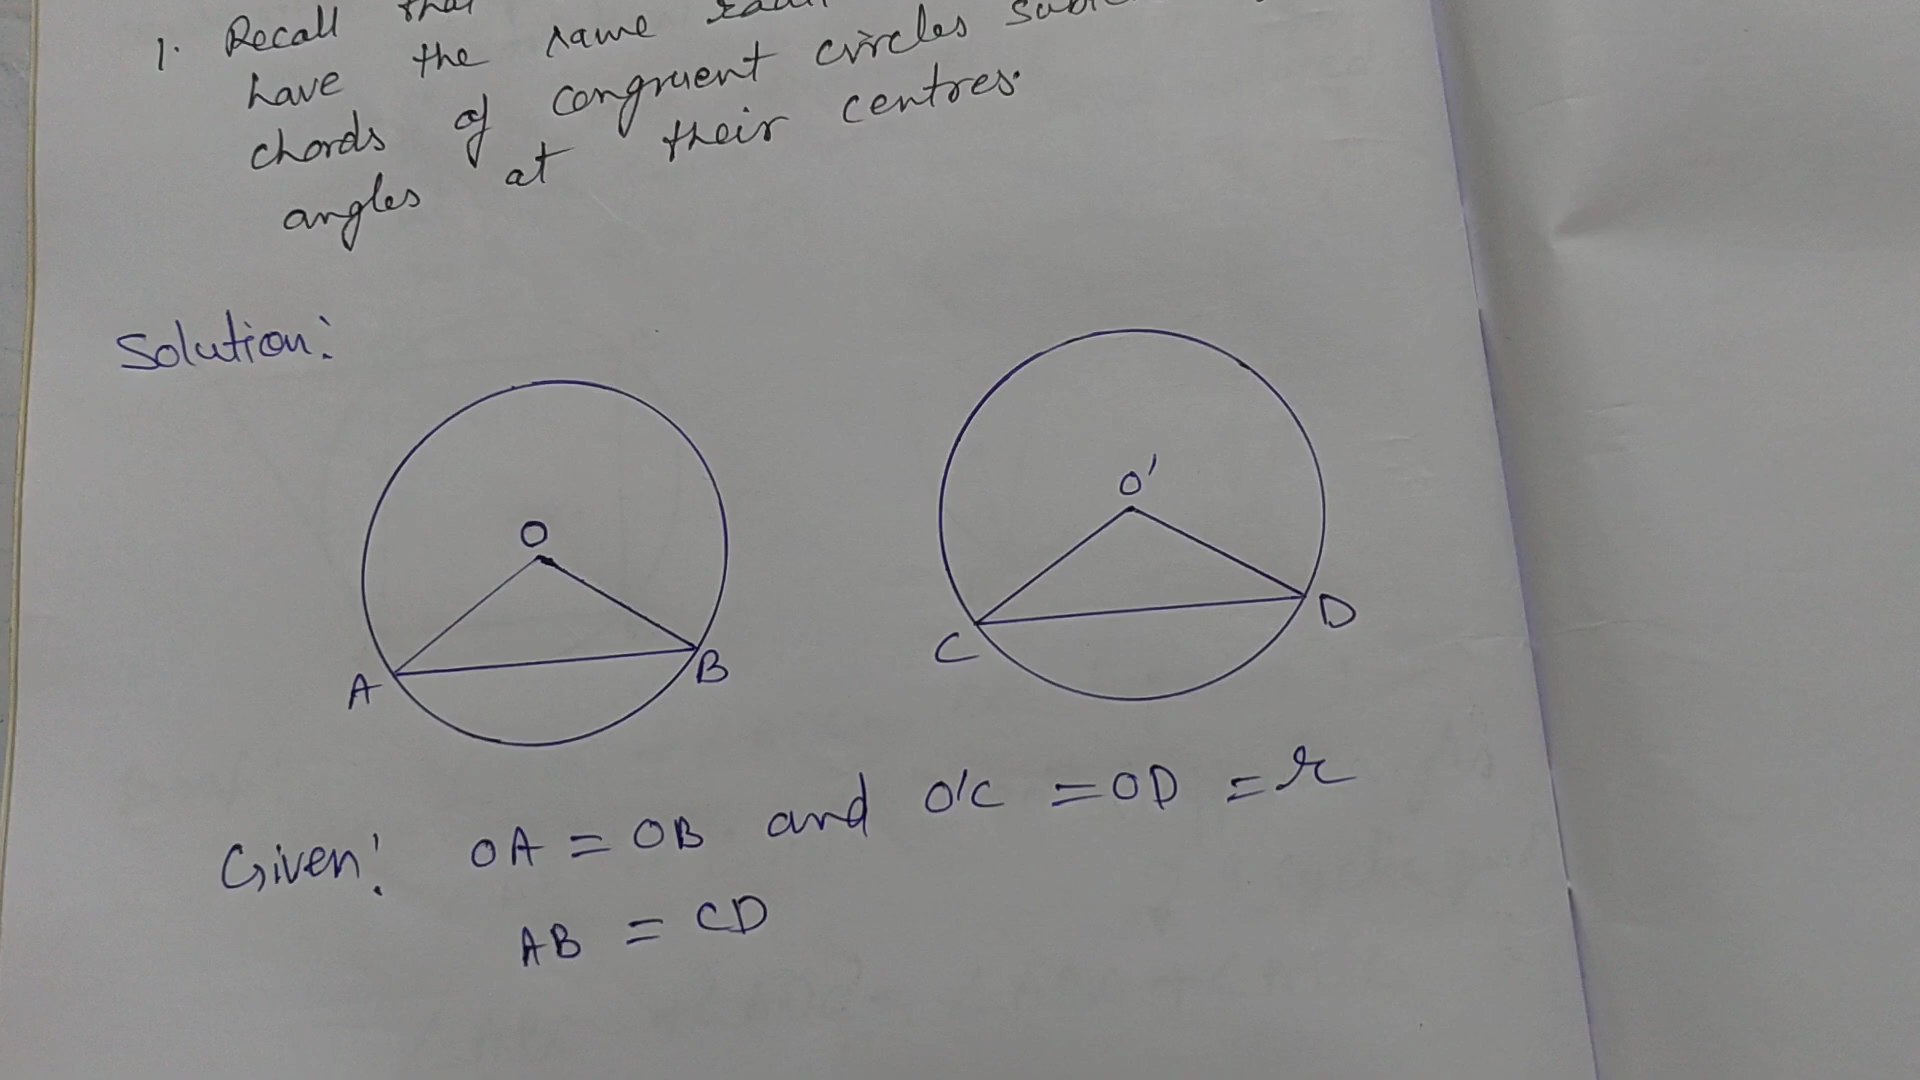 1. Recall that
have the same
chords of congruent circles
angles at their centres.
Solution:
O
A
B
O'
C
D
Given: OA = OB and O'C = OD = r
AB = CD